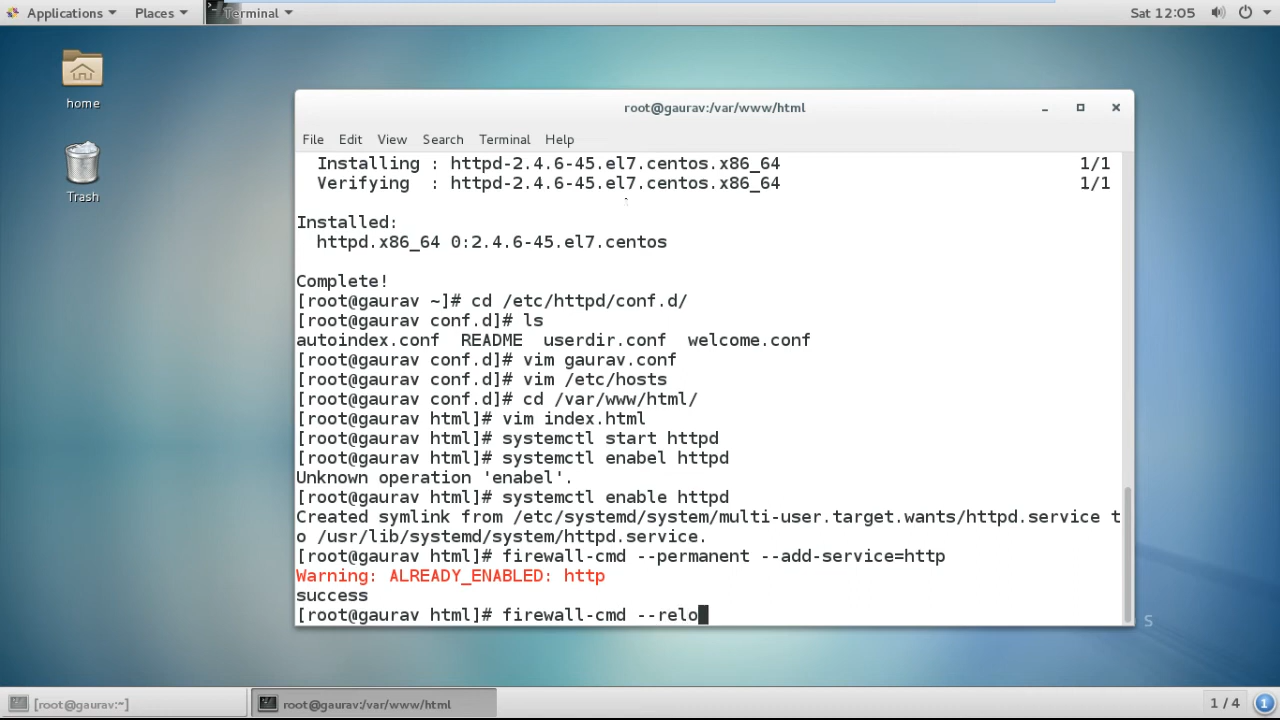 Applications Places Terminal Sat 12:05
home
Trash
root@gaurav:/var/www/html
File Edit View Search Terminal Help
Installing : httpd-2.4.6-45.el7.centos.x86_64 1/1
Verifying : httpd-2.4.6-45.el7.centos.x86_64 1/1
Installed:
httpd.x86_64 0:2.4.6-45.el7.centos
Complete!
[root@gaurav ~]# cd /etc/httpd/conf.d/
[root@gaurav conf.d]# ls
autoindex.conf README userdir.conf welcome.conf
[root@gaurav conf.d]# vim gaurav.conf
[root@gaurav conf.d]# vim /etc/hosts
[root@gaurav conf.d]# cd /var/www/html/
[root@gaurav html]# vim index.html
[root@gaurav html]# systemctl start httpd
[root@gaurav html]# systemctl enabel httpd
Unknown operation 'enabel'.
[root@gaurav html]# systemctl enable httpd
Created symlink from /etc/systemd/system/multi-user.target.wants/httpd.service t
o /usr/lib/systemd/system/httpd.service.
[root@gaurav html]# firewall-cmd --permanent --add-service=http
Warning: ALREADY_ENABLED: http
success
[root@gaurav html]# firewall-cmd --relo
S
[root@gaurav:~] root@gaurav:/var/www/html 1 / 4 1